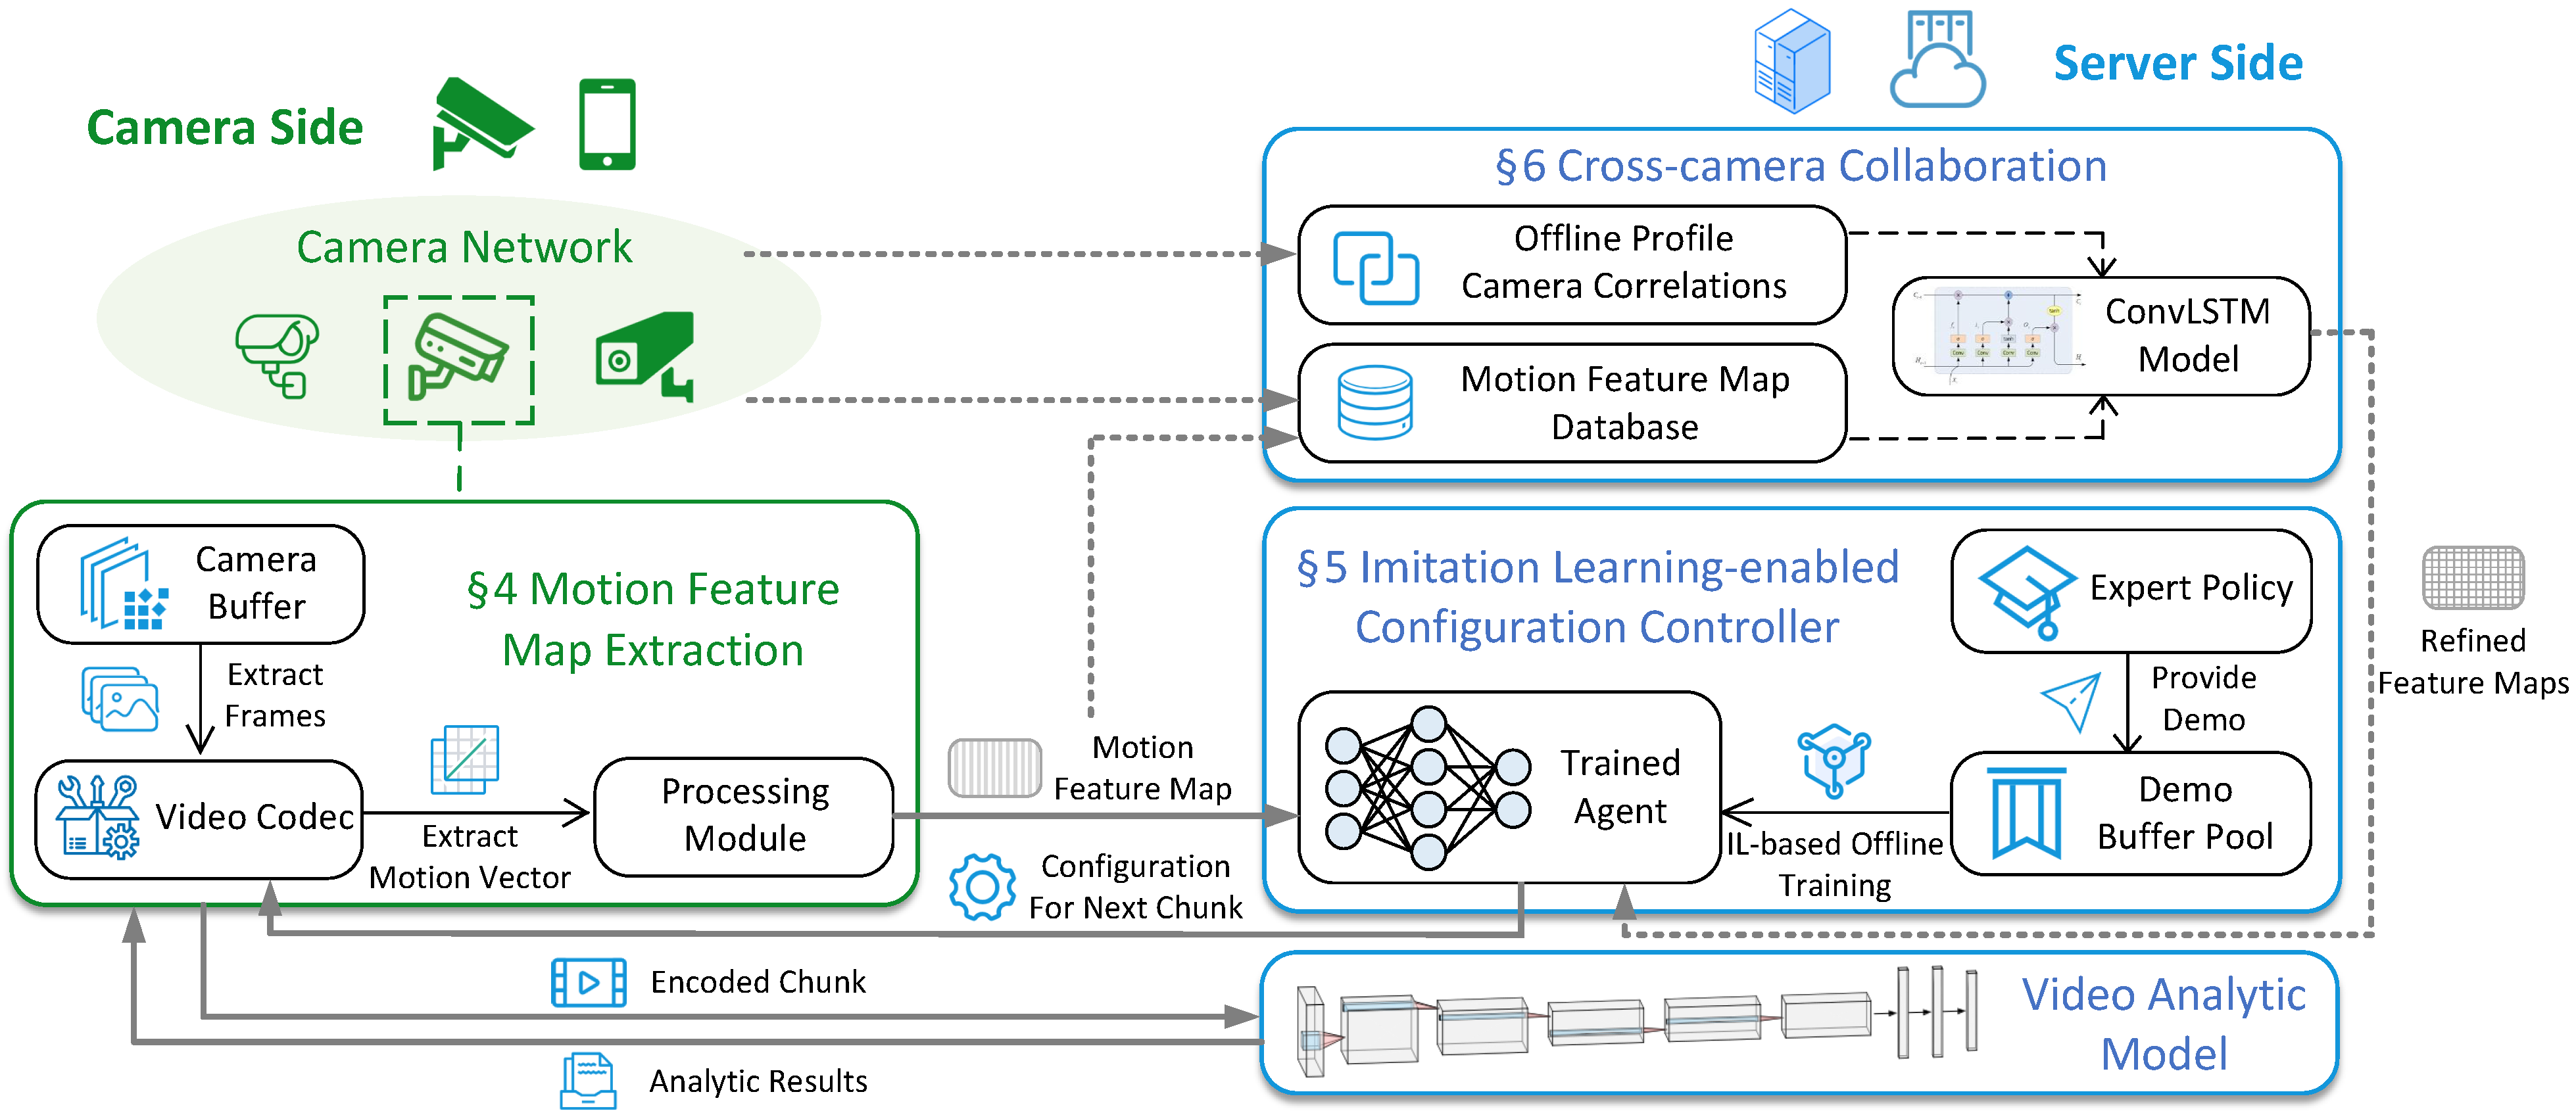 Camera Side
Server Side
Camera Network
§6 Cross-camera Collaboration
Offline Profile
Camera Correlations
Motion Feature Map
Database
ConvLSTM
Model
§4 Motion Feature
Map Extraction
Camera
Buffer
Extract
Frames
Video Codec
Extract
Motion Vector
Processing
Module
Motion
Feature Map
Configuration
For Next Chunk
§5 Imitation Learning-enabled
Configuration Controller
Expert Policy
Provide
Demo
Trained
Agent
IL-based Offline
Training
Demo
Buffer Pool
Refined
Feature Maps
Encoded Chunk
Analytic Results
Video Analytic
Model